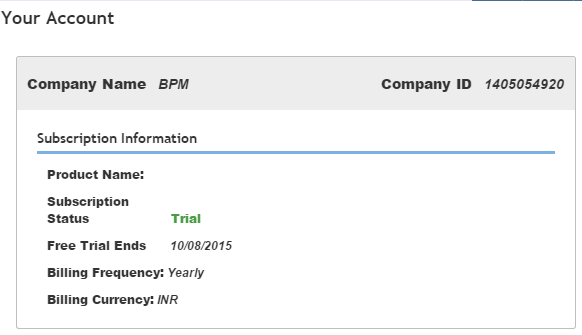 Your Account
Company Name BPM Company ID 1405054920
Subscription Information
Product Name:
Subscription
Status Trial
Free Trial Ends 10/08/2015
Billing Frequency: Yearly
Billing Currency: INR